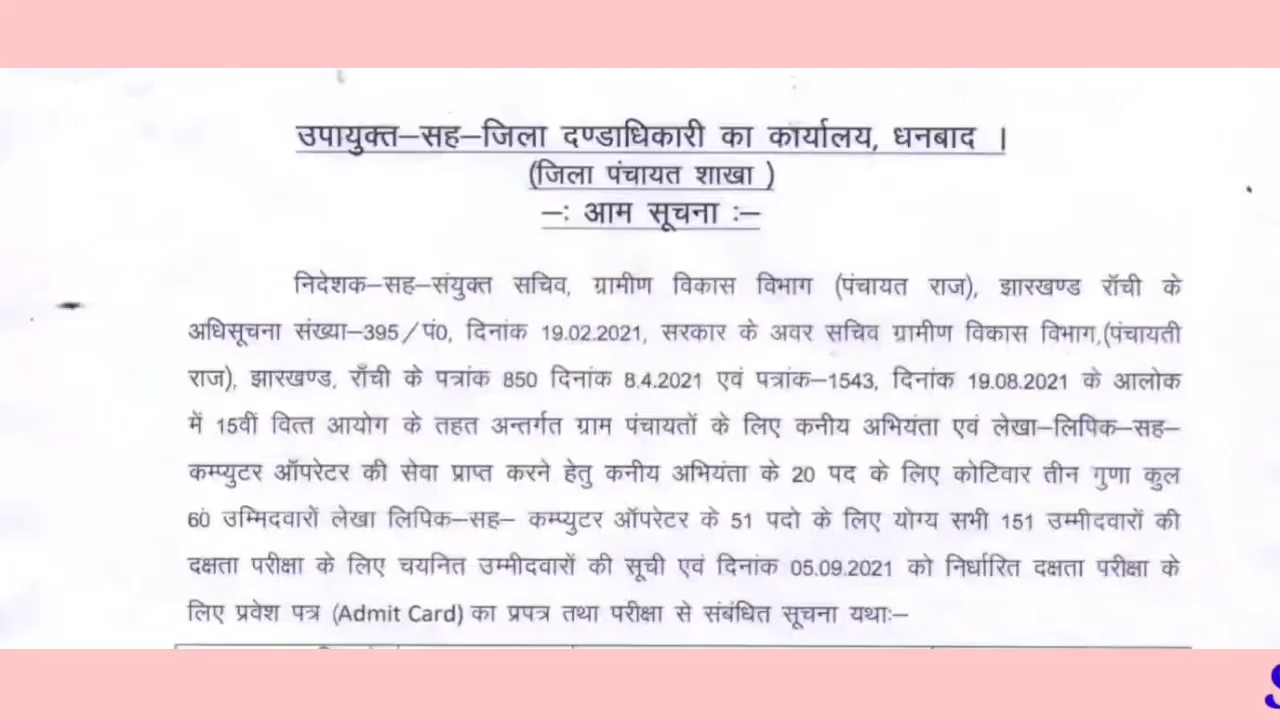 उपायुक्त–सह–जिला दण्डाधिकारी का कार्यालय, धनबाद ।
(जिला पंचायत शाखा )
–ः आम सूचना ः–
निदेशक–सह–संयुक्त सचिव, ग्रामीण विकास विभाग (पंचायत राज), झारखण्ड रॉची के
अधिसूचना संख्या–395/पं0, दिनांक 19.02.2021, सरकार के अवर सचिव ग्रामीण विकास विभाग,(पंचायती
राज), झारखण्ड, राँची के पत्रांक 850 दिनांक 8.4.2021 एवं पत्रांक–1543, दिनांक 19.08.2021 के आलोक
में 15वीं वित्त आयोग के तहत अन्तर्गत ग्राम पंचायतों के लिए कनीय अभियंता एवं लेखा–लिपिक–सह–
कम्प्युटर ऑपरेटर की सेवा प्राप्त करने हेतु कनीय अभियंता के 20 पद के लिए कोटिवार तीन गुणा कुल
60 उम्मिदवारों लेखा लिपिक–सह– कम्प्युटर ऑपरेटर के 51 पदो के लिए योग्य सभी 151 उम्मीदवारों की
दक्षता परीक्षा के लिए चयनित उम्मीदवारों की सूची एवं दिनांक 05.09.2021 को निर्धारित दक्षता परीक्षा के
लिए प्रवेश पत्र (Admit Card) का प्रपत्र तथा परीक्षा से संबंधित सूचना यथाः–